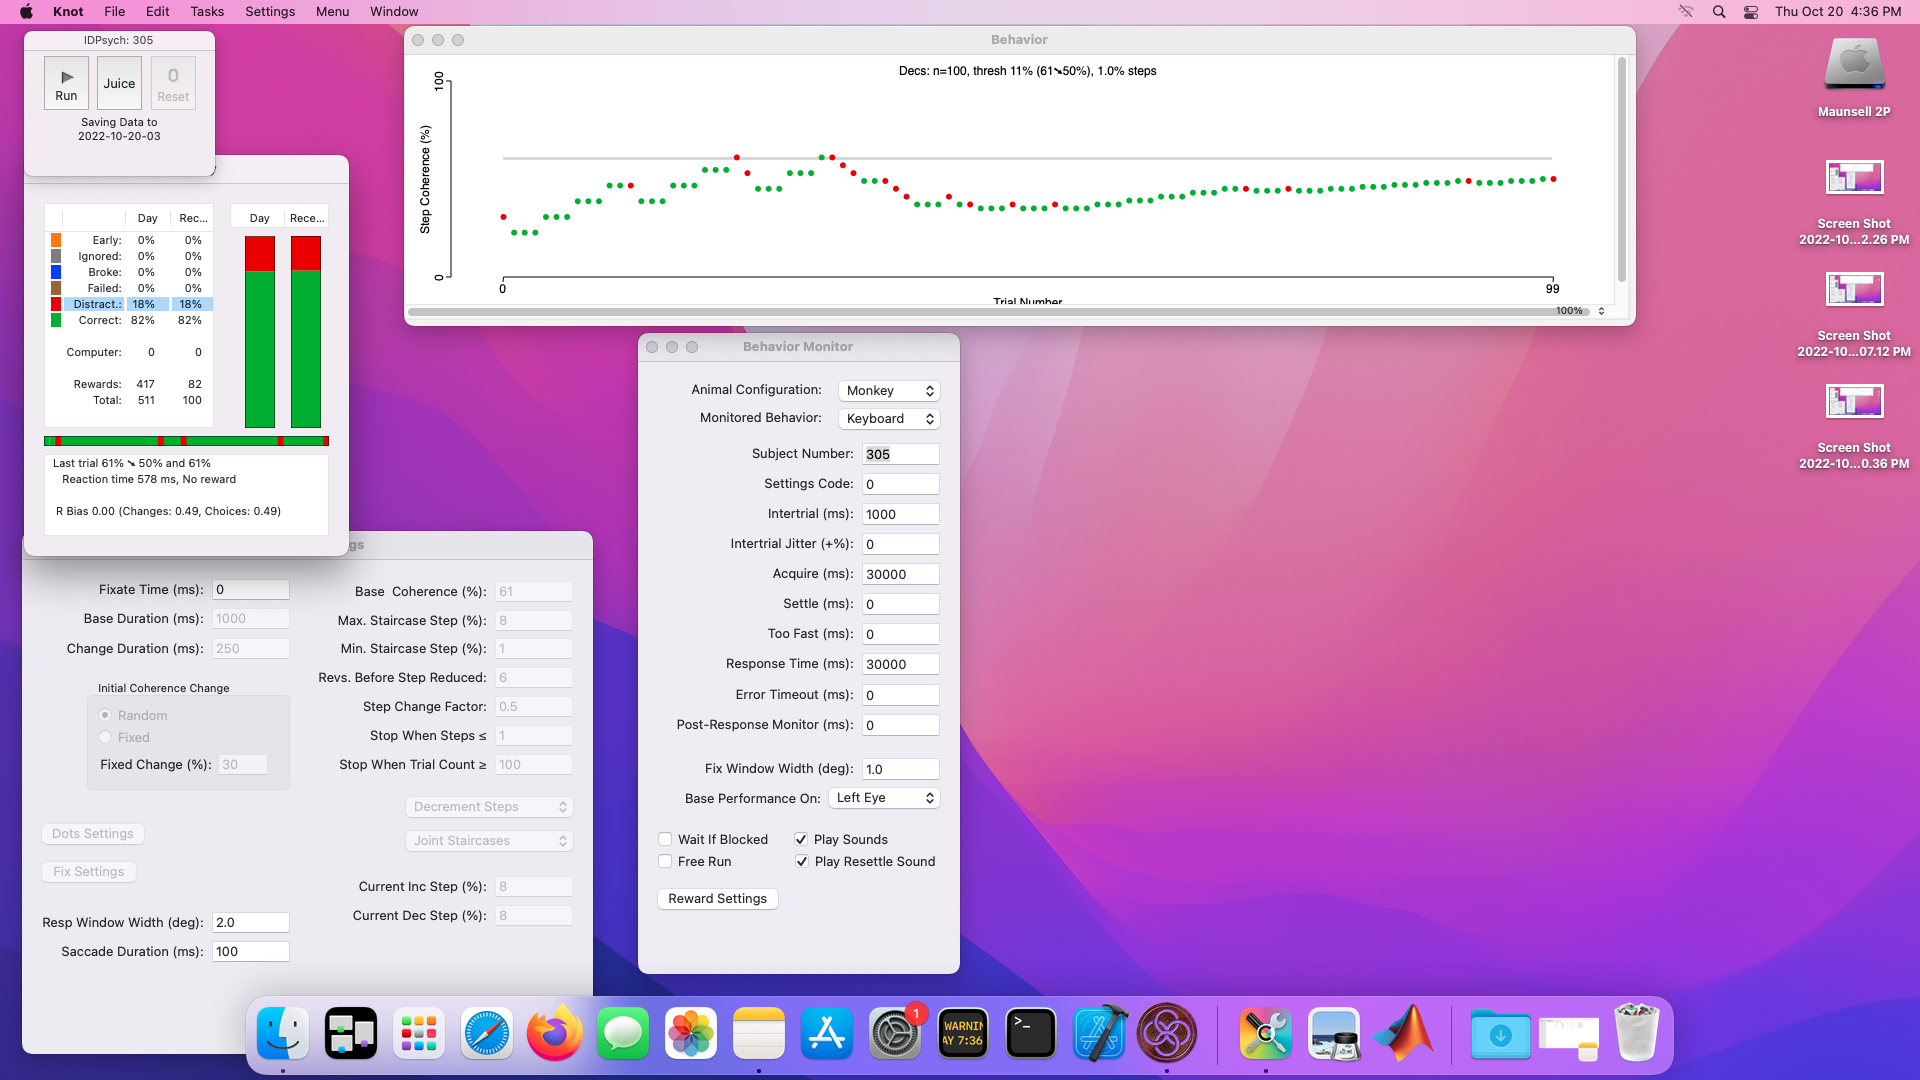 Knot File Edit Tasks Settings Menu Window Thu Oct 20 4:36 PM
IDPsych: 305
Run
Juice
0
Reset
Saving Data to
2022-10-20-03
Day Rec...
Day Rece...
Early: 0% 0%
Ignored: 0% 0%
Broke: 0% 0%
Failed: 0% 0%
Distract.: 18% 18%
Correct: 82% 82%
Computer: 0 0
Rewards: 417 82
Total: 511 100
Last trial 61% ➘ 50% and 61%
Reaction time 578 ms, No reward
R Bias 0.00 (Changes: 0.49, Choices: 0.49)
gs
Fixate Time (ms): 0
Base Duration (ms): 1000
Change Duration (ms): 250
Initial Coherence Change
Random
Fixed
Fixed Change (%): 30
Dots Settings
Fix Settings
Resp Window Width (deg): 2.0
Saccade Duration (ms): 100
Base Coherence (%): 61
Max. Staircase Step (%): 8
Min. Staircase Step (%): 1
Revs. Before Step Reduced: 6
Step Change Factor: 0.5
Stop When Steps ≤ 1
Stop When Trial Count ≥ 100
Decrement Steps
Joint Staircases
Current Inc Step (%): 8
Current Dec Step (%): 8
Behavior
Decs: n=100, thresh 11% (61➘50%), 1.0% steps
100
Step Coherence (%)
0
0 99
Trial Number
100%
Behavior Monitor
Animal Configuration: Monkey
Monitored Behavior: Keyboard
Subject Number: 305
Settings Code: 0
Intertrial (ms): 1000
Intertrial Jitter (+%): 0
Acquire (ms): 30000
Settle (ms): 0
Too Fast (ms): 0
Response Time (ms): 30000
Error Timeout (ms): 0
Post-Response Monitor (ms): 0
Fix Window Width (deg): 1.0
Base Performance On: Left Eye
Wait If Blocked
Play Sounds
Free Run
Play Resettle Sound
Reward Settings
Maunsell 2P
Screen Shot
2022-10...2.26 PM
Screen Shot
2022-10...07.12 PM
Screen Shot
2022-10...0.36 PM
1
WARNIN
AY 7:36
>_